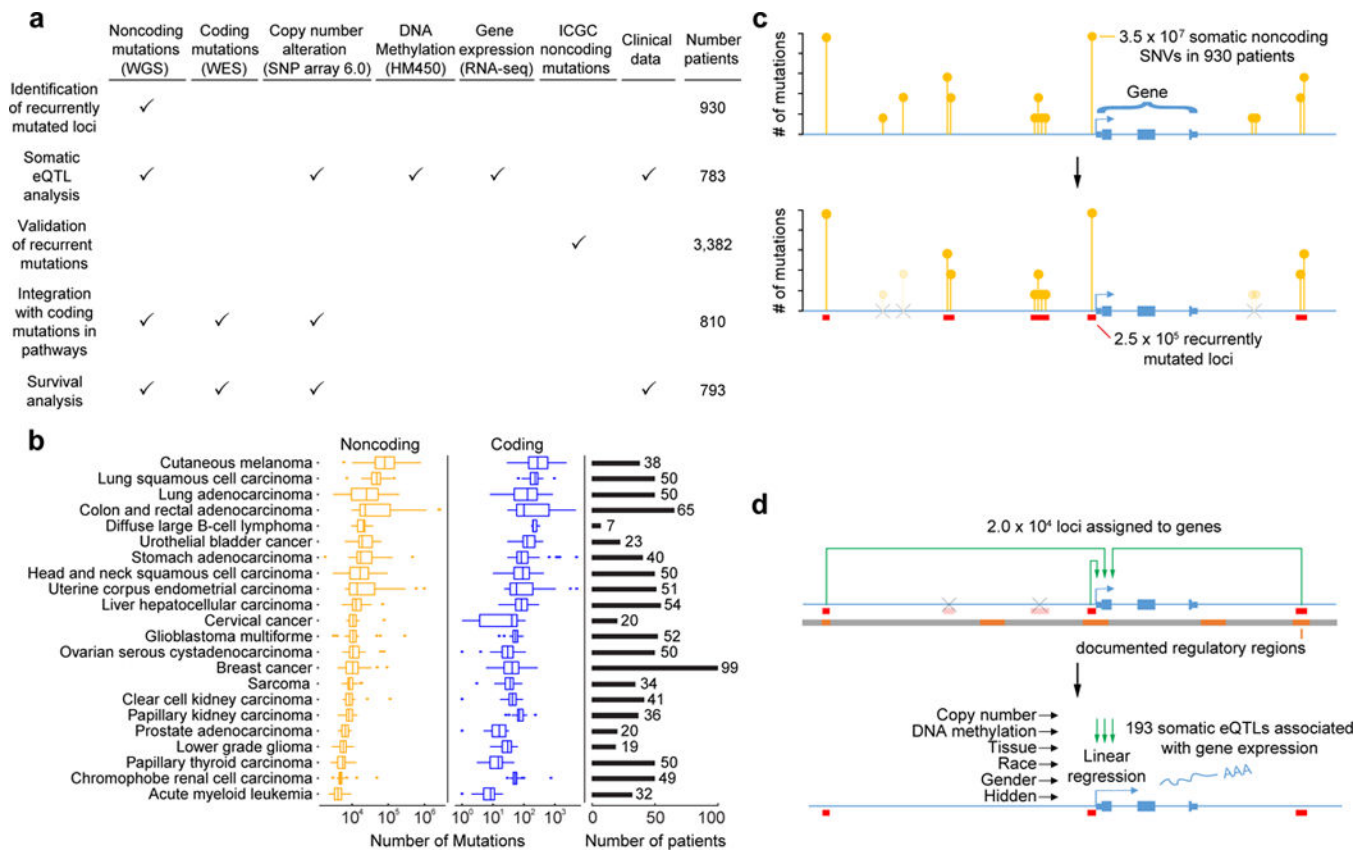 a
Noncoding mutations (WGS)
Coding mutations (WES)
Copy number alteration (SNP array 6.0)
DNA Methylation (HM450)
Gene expression (RNA-seq)
ICGC noncoding mutations
Clinical data
Number patients
Identification of recurrently mutated loci
✓
930
Somatic eQTL analysis
✓ ✓ ✓ ✓ ✓
783
Validation of recurrent mutations
✓
3,382
Integration with coding mutations in pathways
✓ ✓ ✓
810
Survival analysis
✓ ✓ ✓ ✓
793
b
Noncoding
Coding
Cutaneous melanoma 38
Lung squamous cell carcinoma 50
Lung adenocarcinoma 50
Colon and rectal adenocarcinoma 65
Diffuse large B-cell lymphoma 7
Urothelial bladder cancer 23
Stomach adenocarcinoma 40
Head and neck squamous cell carcinoma 50
Uterine corpus endometrial carcinoma 51
Liver hepatocellular carcinoma 54
Cervical cancer 20
Glioblastoma multiforme 52
Ovarian serous cystadenocarcinoma 50
Breast cancer 99
Sarcoma 34
Clear cell kidney carcinoma 41
Papillary kidney carcinoma 36
Prostate adenocarcinoma 20
Lower grade glioma 19
Papillary thyroid carcinoma 50
Chromophobe renal cell carcinoma 49
Acute myeloid leukemia 32
10⁴ 10⁵ 10⁶
10⁰ 10¹ 10² 10³
0 50 100
Number of Mutations
Number of patients
c
# of mutations
3.5 x 10⁷ somatic noncoding
SNVs in 930 patients
Gene
# of mutations
2.5 x 10⁵ recurrently
mutated loci
d
2.0 x 10⁴ loci assigned to genes
documented regulatory regions
Copy number
DNA methylation
Tissue
Race
Gender
Hidden
Linear
regression
193 somatic eQTLs associated
with gene expression
AAA